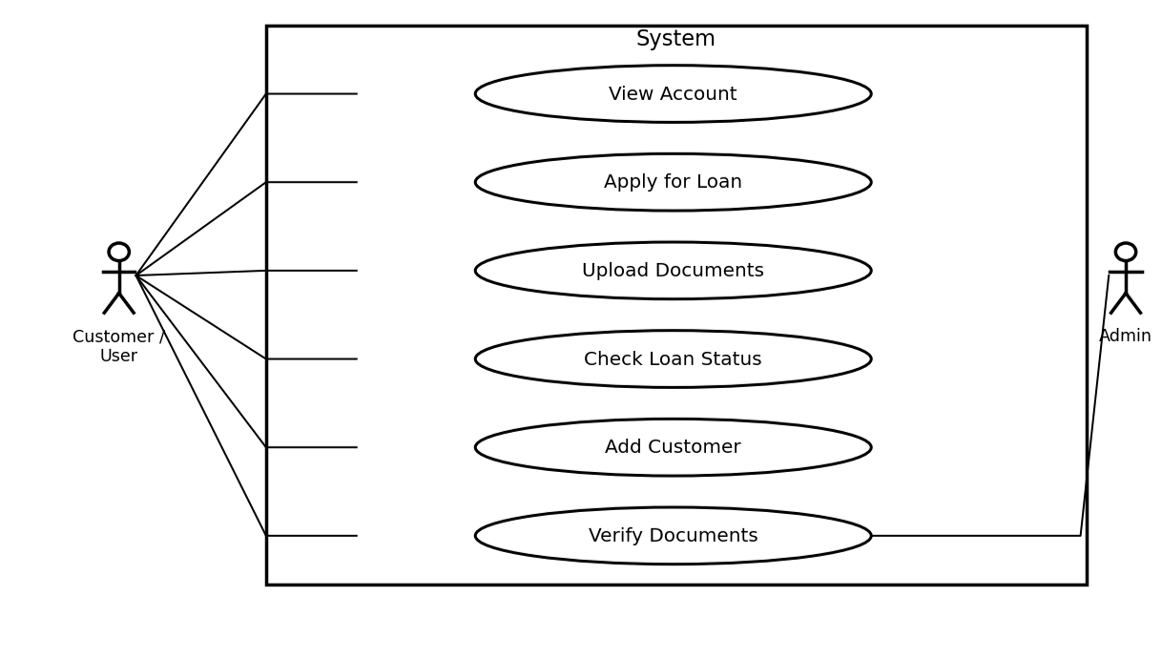 System
View Account
Apply for Loan
Upload Documents
Check Loan Status
Add Customer
Verify Documents
Customer /
User
Admin